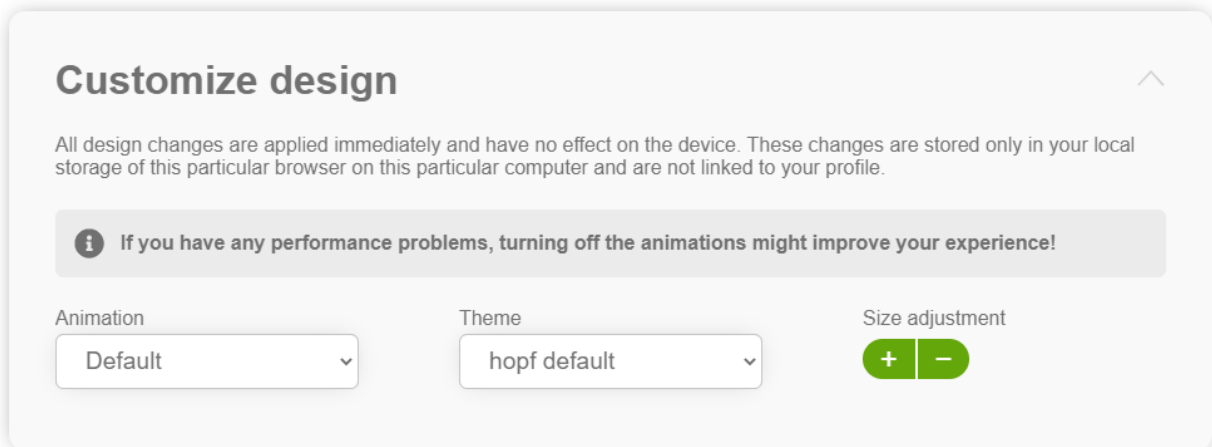 Customize design
All design changes are applied immediately and have no effect on the device. These changes are stored only in your local
storage of this particular browser on this particular computer and are not linked to your profile.
If you have any performance problems, turning off the animations might improve your experience!
Animation
Theme
Size adjustment
Default
hopf default
+ −